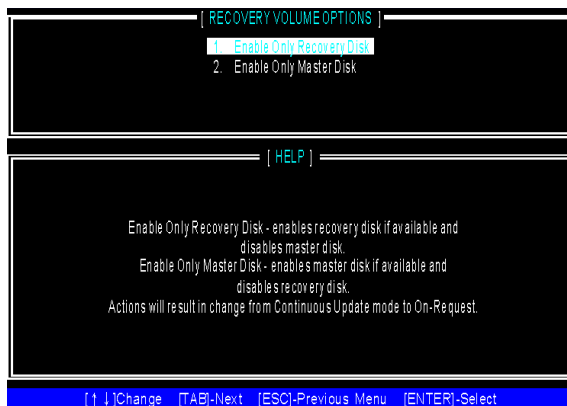 [ RECOVERY VOLUME OPTIONS ]
1. Enable Only Recovery Disk
2. Enable Only Master Disk
[ HELP ]
Enable Only Recovery Disk - enables recovery disk if available and
disables master disk.
Enable Only Master Disk - enables master disk if available and
disables recovery disk.
Actions will result in change from Continuous Update mode to On-Request.
[↑↓]Change [TAB]-Next [ESC]-Previous Menu [ENTER]-Select